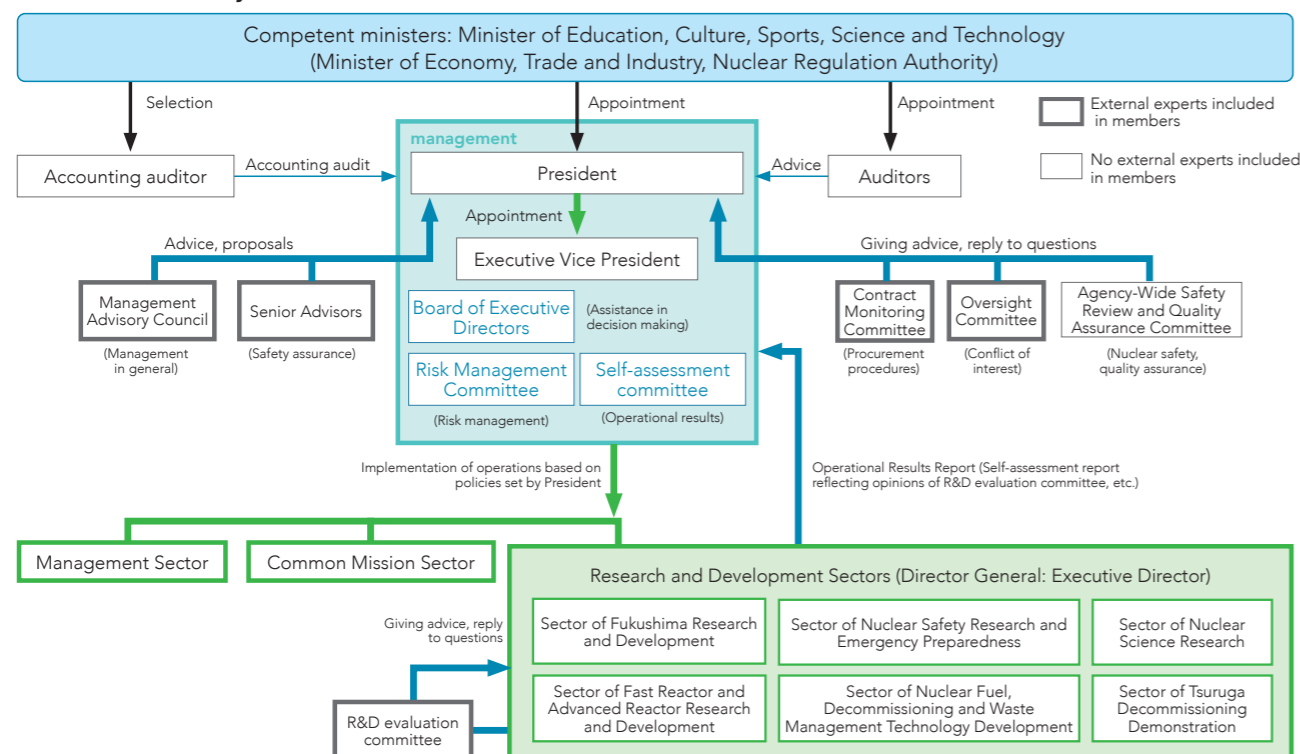 Competent ministers: Minister of Education, Culture, Sports, Science and Technology
(Minister of Economy, Trade and Industry, Nuclear Regulation Authority)
Selection
Appointment
Appointment
External experts included
in members
No external experts included
in members
management
Accounting auditor
Accounting audit
President
Advice
Auditors
Appointment
Executive Vice President
Advice, proposals
Giving advice, reply to questions
Management
Advisory Council
(Management
in general)
Senior Advisors
(Safety assurance)
Board of Executive
Directors
(Assistance in
decision making)
Risk Management
Committee
(Risk management)
Self-assessment
committee
(Operational results)
Contract
Monitoring
Committee
(Procurement
procedures)
Oversight
Committee
(Conflict of
interest)
Agency-Wide Safety
Review and Quality
Assurance Committee
(Nuclear safety,
quality assurance)
Implementation of operations based on
policies set by President
Operational Results Report (Self-assessment report
reflecting opinions of R&D evaluation committee, etc.)
Management Sector
Common Mission Sector
Research and Development Sectors (Director General: Executive Director)
Giving advice, reply
to questions
Sector of Fukushima Research
and Development
Sector of Nuclear Safety Research and
Emergency Preparedness
Sector of Nuclear
Science Research
Sector of Fast Reactor and
Advanced Reactor Research
and Development
Sector of Nuclear Fuel,
Decommissioning and Waste
Management Technology Development
Sector of Tsuruga
Decommissioning
Demonstration
R&D evaluation
committee